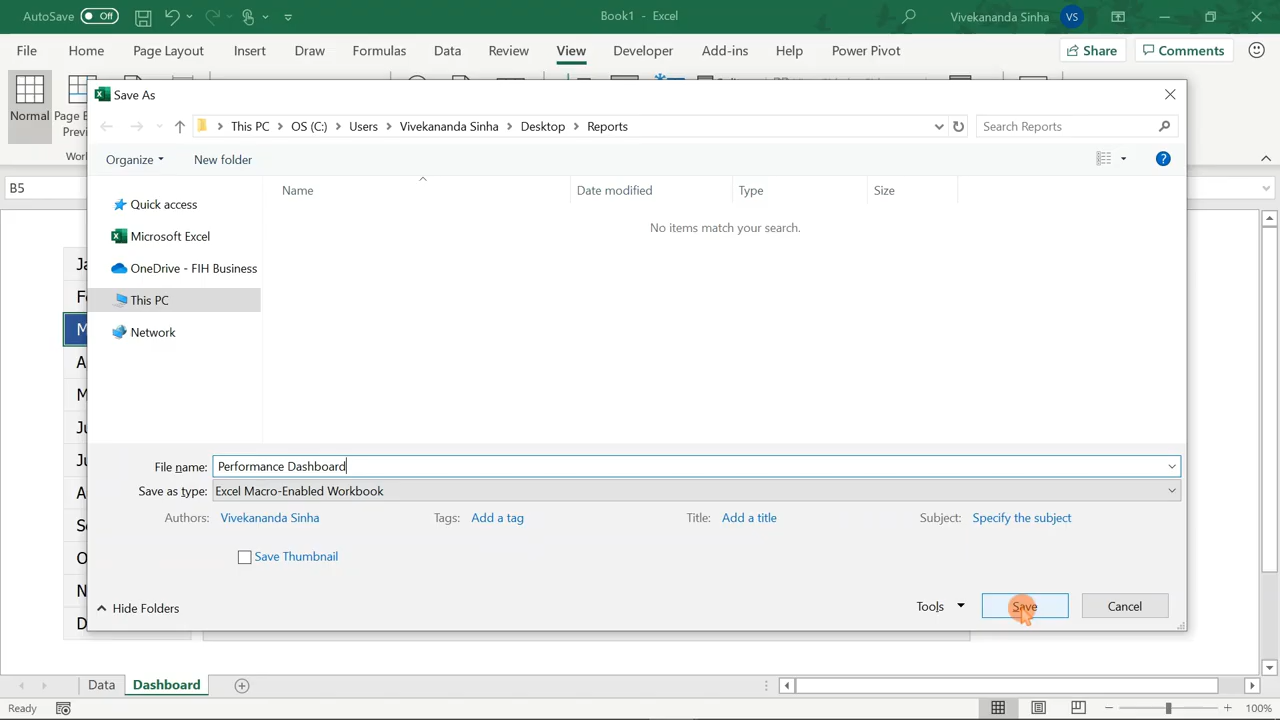 AutoSave Off
Book1 - Excel
Vivekananda Sinha VS
File Home Page Layout Insert Draw Formulas Data Review View Developer Add-ins Help Power Pivot Share Comments
Normal
Page
Previ
Work
Save As
This PC > OS (C:) > Users > Vivekananda Sinha > Desktop > Reports
Search Reports
Organize New folder
B5
Name Date modified Type Size
No items match your search.
Quick access
Microsoft Excel
OneDrive - FIH Business
This PC
Network
File name: Performance Dashboard
Save as type: Excel Macro-Enabled Workbook
Authors: Vivekananda Sinha Tags: Add a tag Title: Add a title Subject: Specify the subject
Save Thumbnail
Hide Folders
Tools Save Cancel
Data Dashboard
Ready
100%